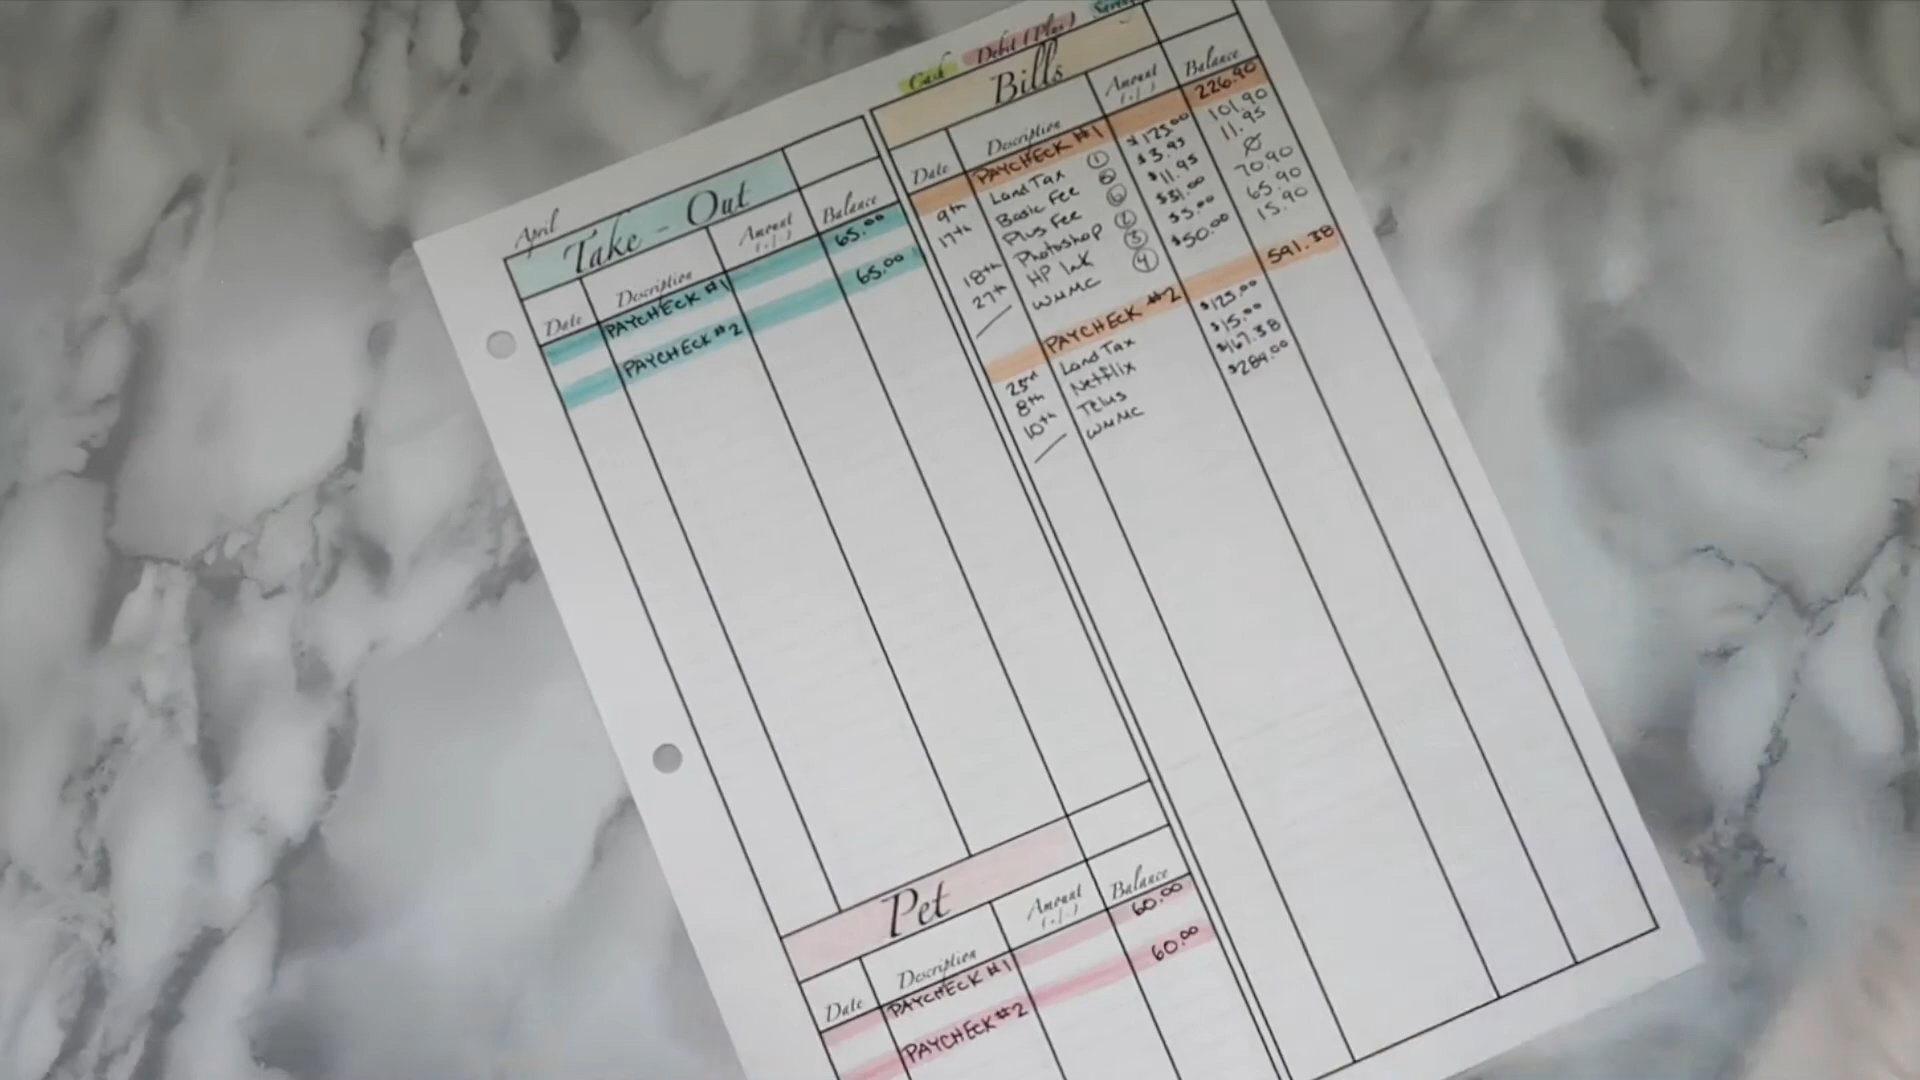 April
Take - Out
Date Description Amount (+/-) Balance
PAYCHECK #1 65.00
PAYCHECK #2 65.00
Pet
Date Description Amount (+/-) Balance
PAYCHECK #1 60.00
PAYCHECK #2 60.00
Cash Debit (Plus)
Bills
Date Description Amount (+/-) Balance
PAYCHECK #1 226.90
9th Land Tax ① $125.00 101.90
17th Basic Fee ⑤ $3.95 11.95
Plus Fee ⑥ $11.95 Ø
18th Photoshop ② $31.00 70.90
27th HP Ink ③ $5.00 65.90
/ WMMC ④ $50.00 15.90
PAYCHECK #2 591.38
23rd Land Tax $125.00
8th Netflix $15.00
10th Telus $167.38
/ WMMC $284.00